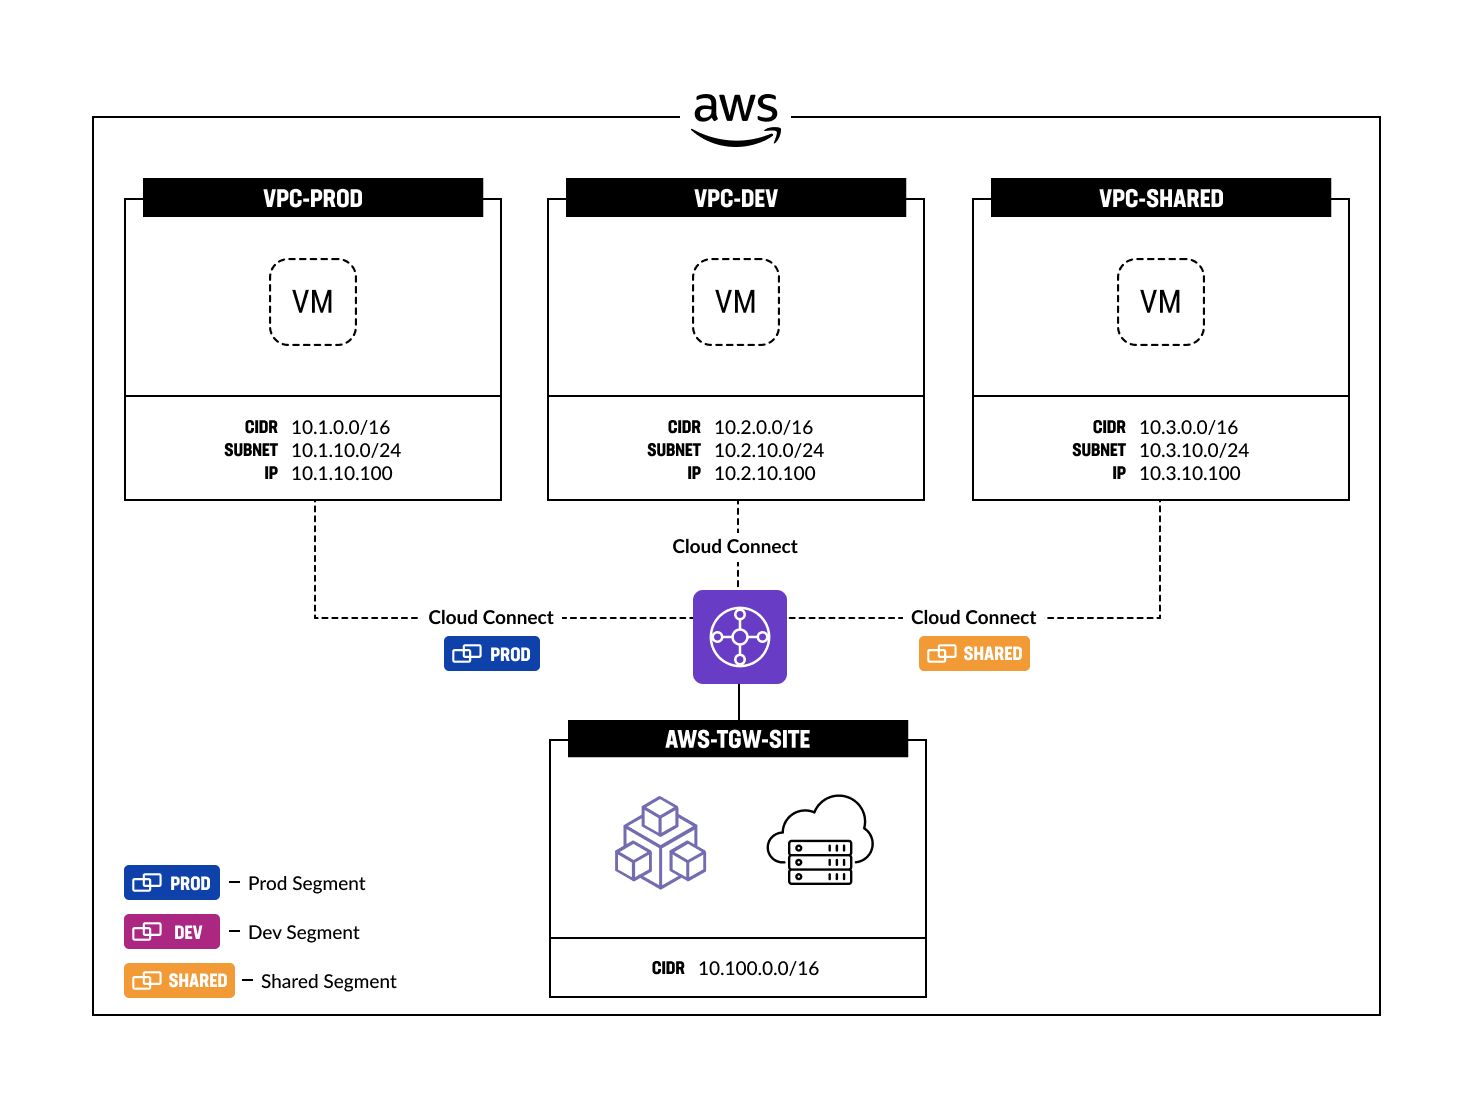 aws
VPC-PROD
VM
CIDR 10.1.0.0/16
SUBNET 10.1.10.0/24
IP 10.1.10.100
VPC-DEV
VM
CIDR 10.2.0.0/16
SUBNET 10.2.10.0/24
IP 10.2.10.100
VPC-SHARED
VM
CIDR 10.3.0.0/16
SUBNET 10.3.10.0/24
IP 10.3.10.100
Cloud Connect
Cloud Connect
PROD
Cloud Connect
SHARED
AWS-TGW-SITE
CIDR 10.100.0.0/16
PROD – Prod Segment
DEV – Dev Segment
SHARED – Shared Segment